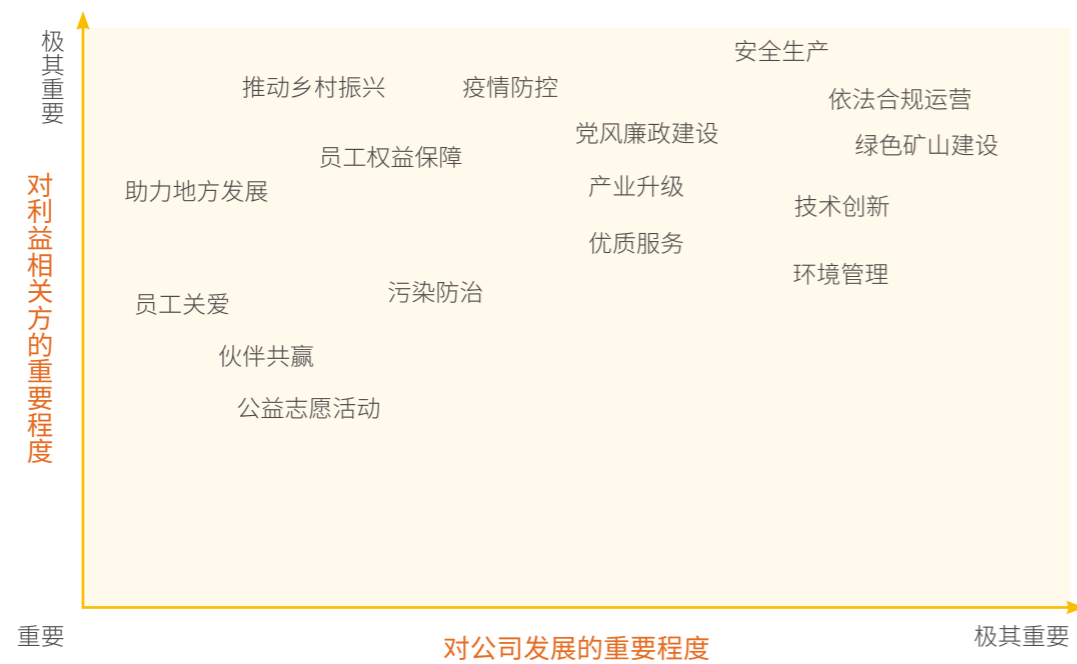 极其重要
对利益相关方的重要程度
安全生产
推动乡村振兴
疫情防控
依法合规运营
党风廉政建设
绿色矿山建设
员工权益保障
助力地方发展
产业升级
技术创新
优质服务
环境管理
污染防治
员工关爱
伙伴共赢
公益志愿活动
重要
对公司发展的重要程度
极其重要